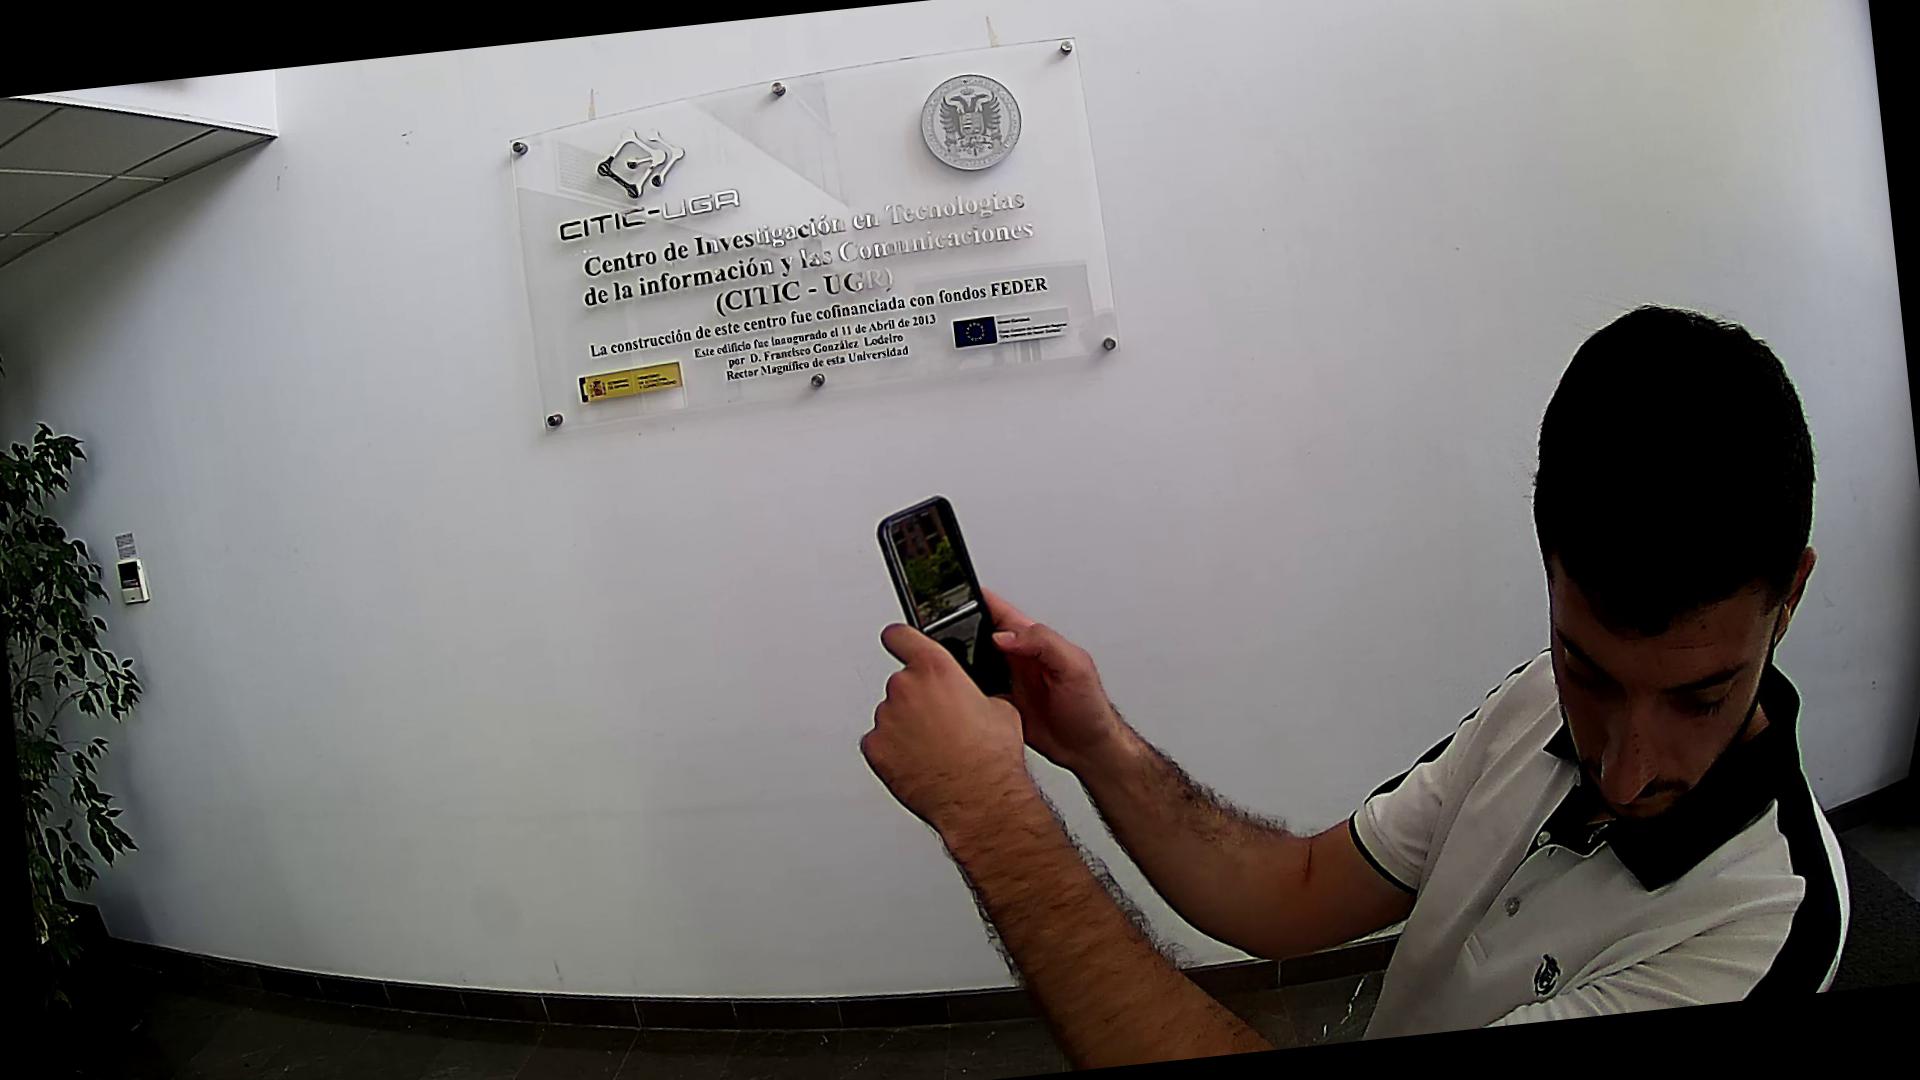 CITIC-UGR
Centro de Investigación en Tecnologías
de la información y las Comunicaciones
(CITIC - UGR)
La construcción de este centro fue cofinanciada con fondos FEDER
Este edificio fue inaugurado el 11 de Abril de 2013
por D. Francisco González Lodeiro
Rector Magnífico de esta Universidad